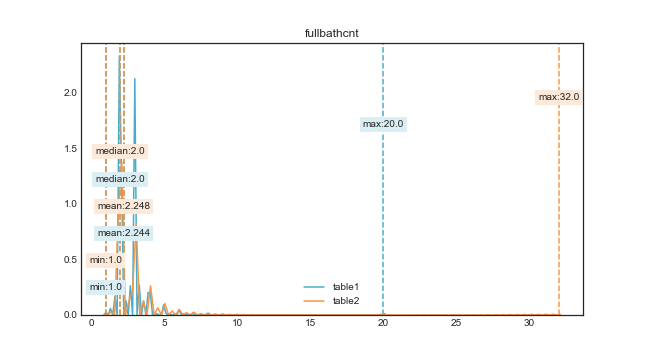 fullbathcnt
2.0
1.5
1.0
0.5
0.0
max:32.0
max:20.0
median:2.0
median:2.0
mean:2.248
mean:2.244
min:1.0
min:1.0
table1
table2
0 5 10 15 20 25 30